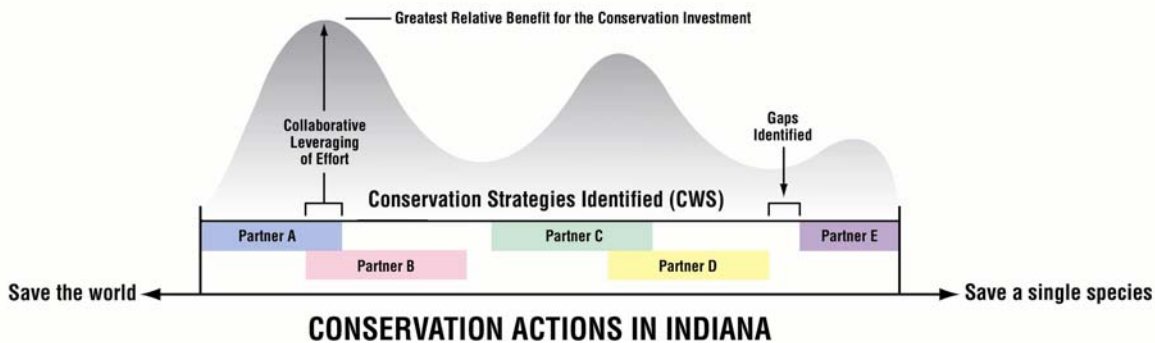 Greatest Relative Benefit for the Conservation Investment
Collaborative
Leveraging
of Effort
Gaps
Identified
Conservation Strategies Identified (CWS)
Partner A
Partner C
Partner E
Partner B
Partner D
Save the world
Save a single species
CONSERVATION ACTIONS IN INDIANA